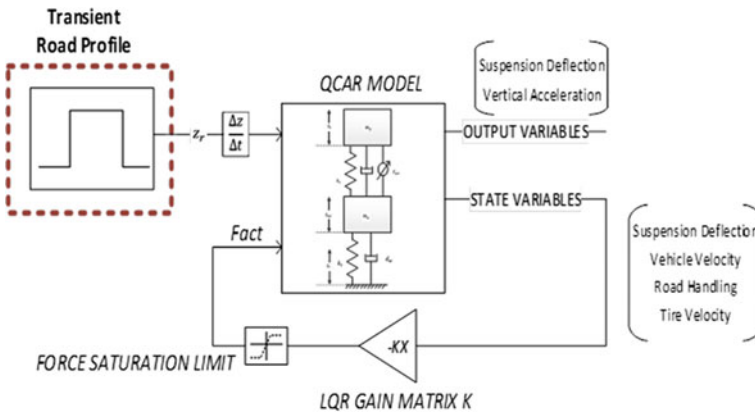 Transient
Road Profile
QCAR MODEL
Suspension Deflection
Vertical Acceleration
z_r
Δz
Δt
OUTPUT VARIABLES
STATE VARIABLES
Fact
Suspension Deflection
Vehicle Velocity
Road Handling
Tire Velocity
-KX
FORCE SATURATION LIMIT
LQR GAIN MATRIX K